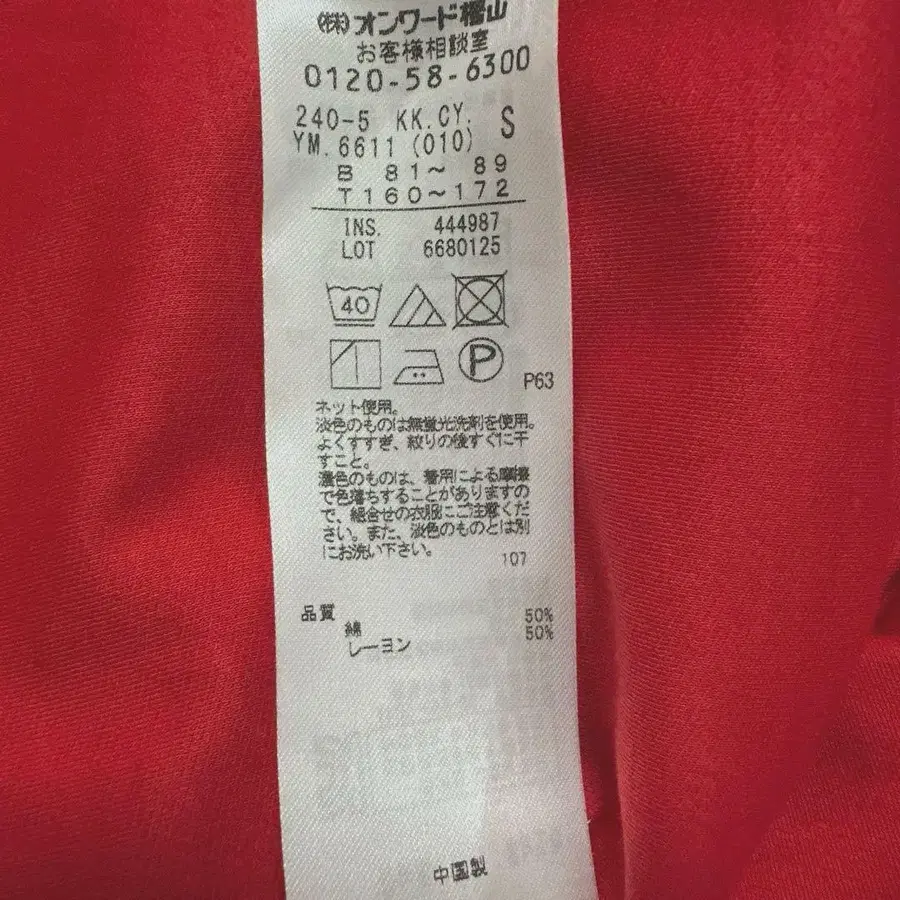 (株)オンワード樫山
お客様相談室
0120-58-6300
240-5 KK.CY. S
YM.6611 (010)
B 81～ 89
T 160～172
INS. 444987
LOT 6680125
40
P
P63
ネット使用。
淡色のものは無蛍光洗剤を使用。
よくすすぎ、絞りの後すぐに干
すこと。
濃色のものは、着用による摩擦
で色落ちすることがありますの
で、組合せの衣服にご注意くだ
さい。また、淡色のものとは別
にお洗い下さい。
107
品質
綿 50%
レーヨン 50%
中国製